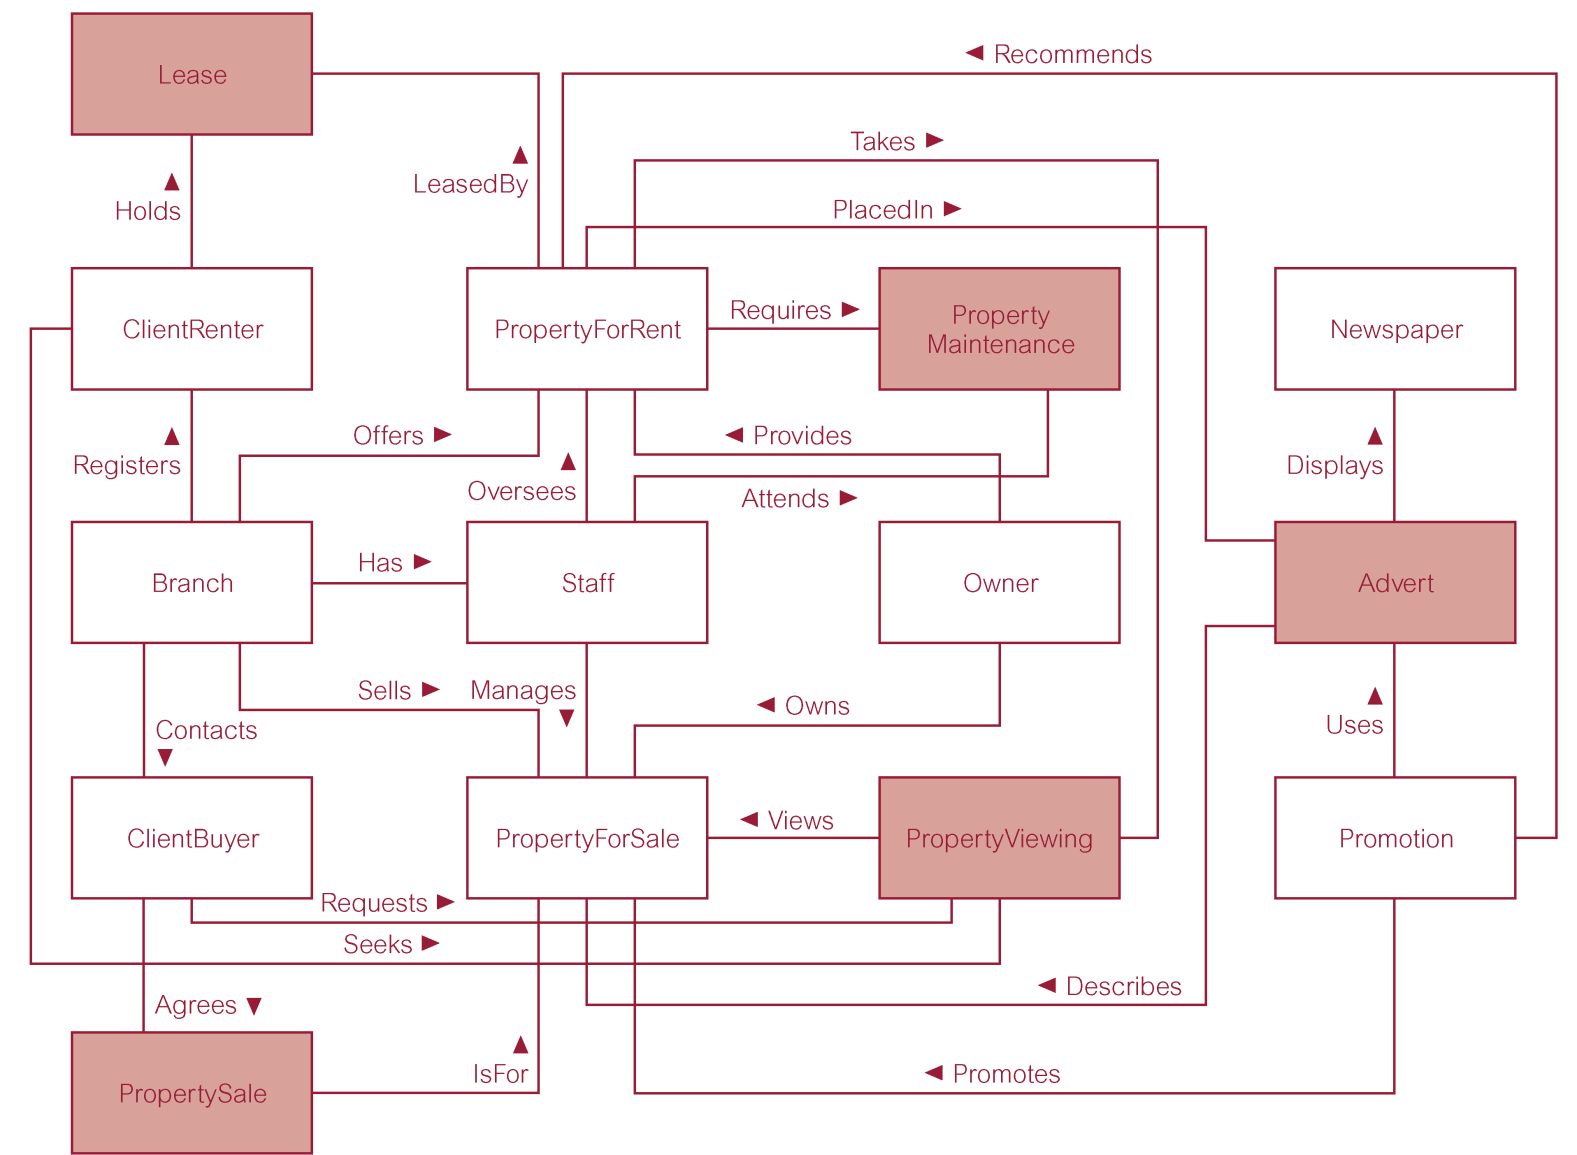 Lease
◄ Recommends
Takes ►
▲
LeasedBy
▲
Holds
PlacedIn ►
ClientRenter
PropertyForRent
Requires ►
Property
Maintenance
Newspaper
Offers ►
◄ Provides
▲
Registers
▲
Oversees
Attends ►
▲
Displays
Branch
Has ►
Staff
Owner
Advert
Sells ►
Manages
▼
◄ Owns
Contacts
▼
▲
Uses
ClientBuyer
PropertyForSale
◄ Views
PropertyViewing
Promotion
Requests ►
Seeks ►
◄ Describes
Agrees ▼
▲
IsFor
◄ Promotes
PropertySale